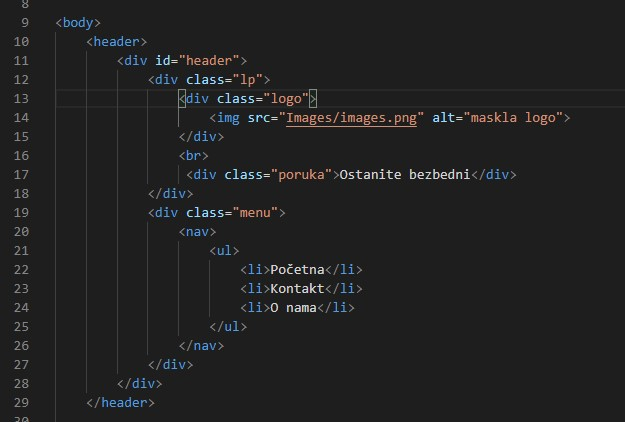 8
9 <body>
10 <header>
11 <div id="header">
12 <div class="lp">
13 <div class="logo">
14 <img src="Images/images.png" alt="maskla logo">
15 </div>
16 <br>
17 <div class="poruka">Ostanite bezbedni</div>
18 </div>
19 <div class="menu">
20 <nav>
21 <ul>
22 <li>Početna</li>
23 <li>Kontakt</li>
24 <li>O nama</li>
25 </ul>
26 </nav>
27 </div>
28 </div>
29 </header>
30